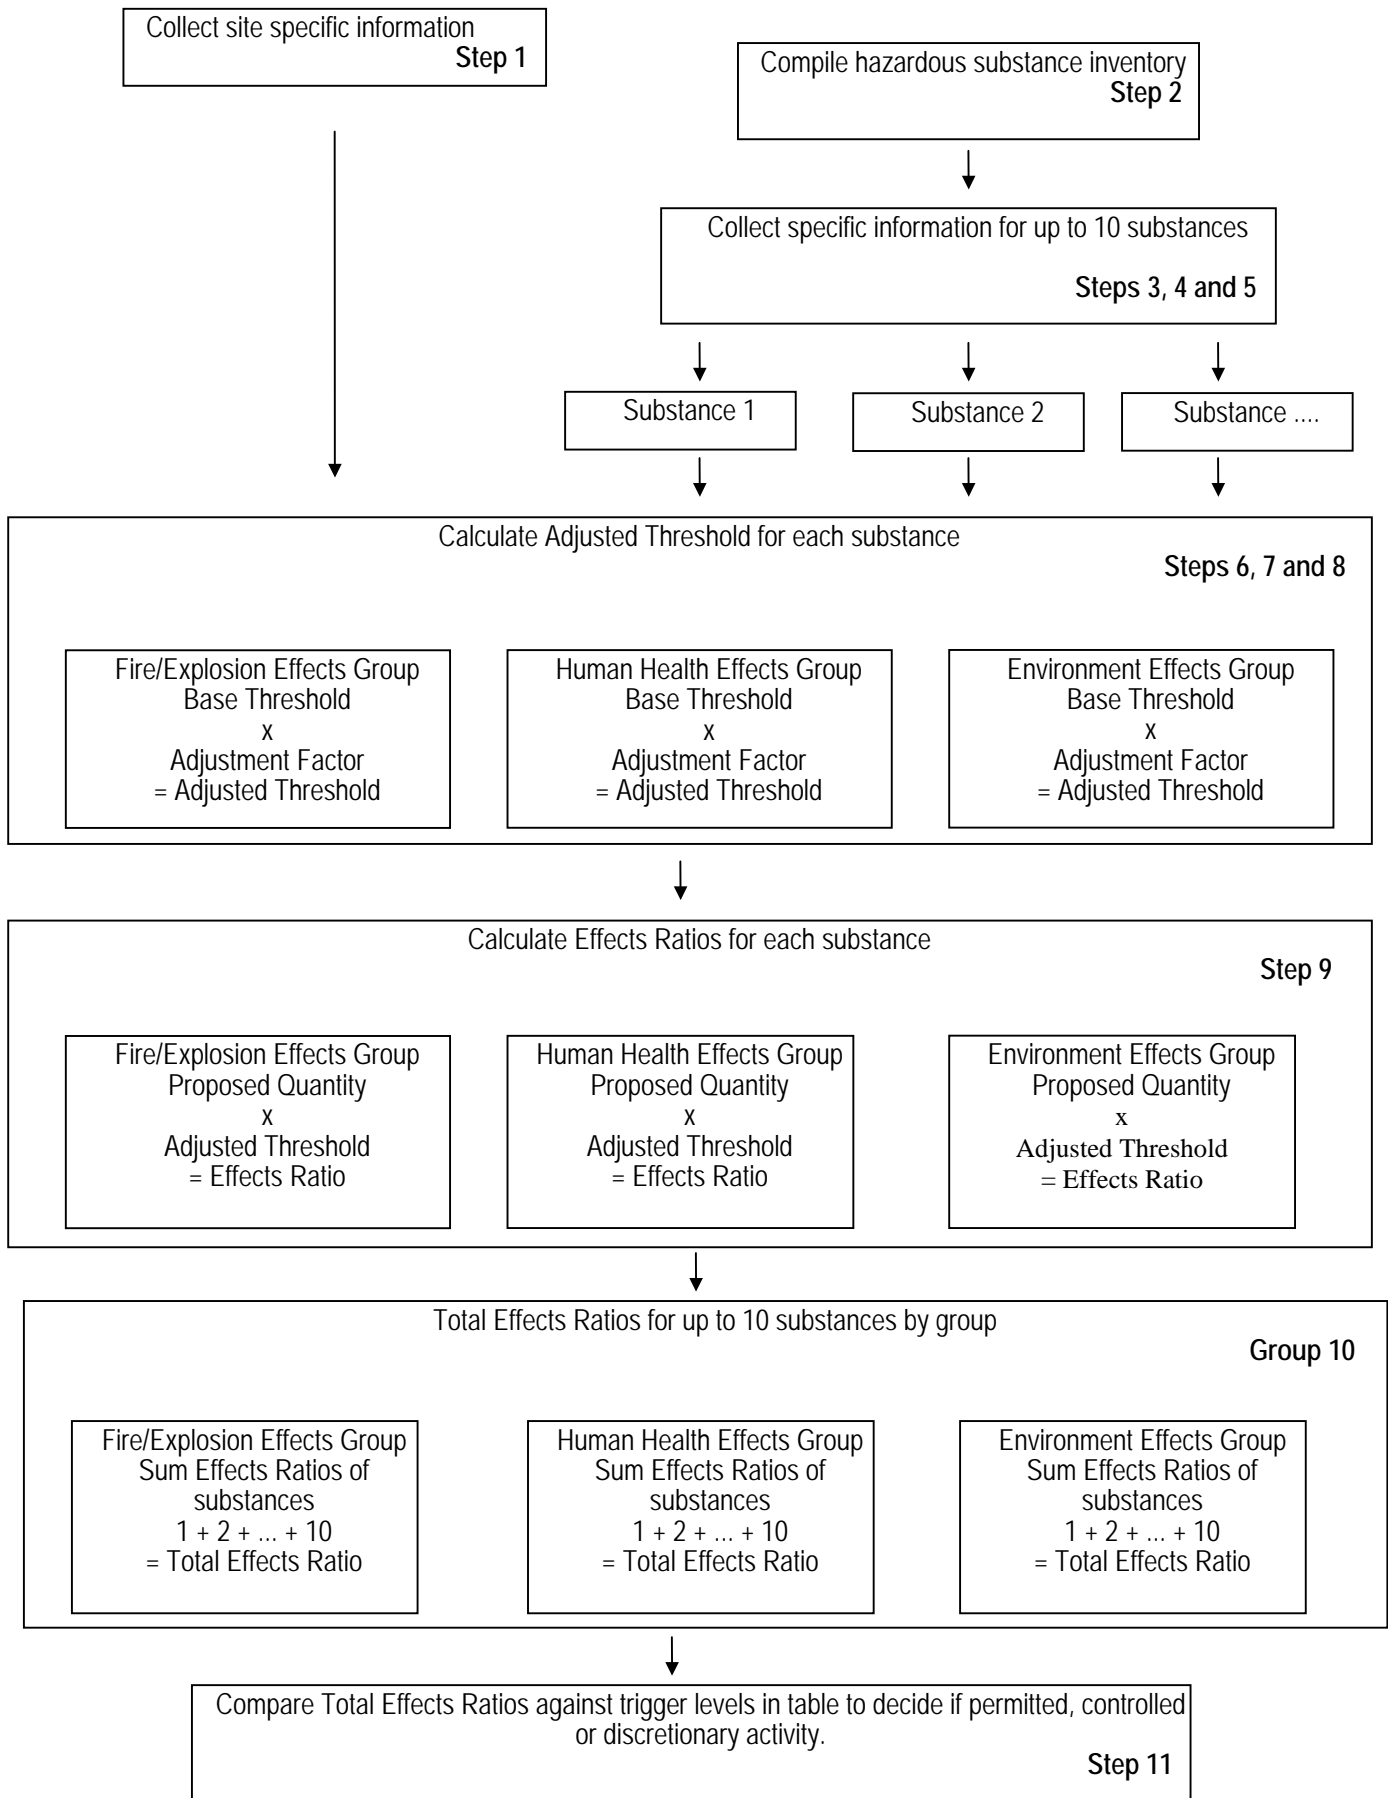 Collect site specific information
Step 1
Compile hazardous substance inventory
Step 2
Collect specific information for up to 10 substances
Steps 3, 4 and 5
Substance 1
Substance 2
Substance ....
Calculate Adjusted Threshold for each substance
Steps 6, 7 and 8
Fire/Explosion Effects Group
Base Threshold
x
Adjustment Factor
= Adjusted Threshold
Human Health Effects Group
Base Threshold
x
Adjustment Factor
= Adjusted Threshold
Environment Effects Group
Base Threshold
x
Adjustment Factor
= Adjusted Threshold
Calculate Effects Ratios for each substance
Step 9
Fire/Explosion Effects Group
Proposed Quantity
x
Adjusted Threshold
= Effects Ratio
Human Health Effects Group
Proposed Quantity
x
Adjusted Threshold
= Effects Ratio
Environment Effects Group
Proposed Quantity
x
Adjusted Threshold
= Effects Ratio
Total Effects Ratios for up to 10 substances by group
Group 10
Fire/Explosion Effects Group
Sum Effects Ratios of
substances
1 + 2 + ... + 10
= Total Effects Ratio
Human Health Effects Group
Sum Effects Ratios of
substances
1 + 2 + ... + 10
= Total Effects Ratio
Environment Effects Group
Sum Effects Ratios of
substances
1 + 2 + ... + 10
= Total Effects Ratio
Compare Total Effects Ratios against trigger levels in table to decide if permitted, controlled
or discretionary activity.
Step 11